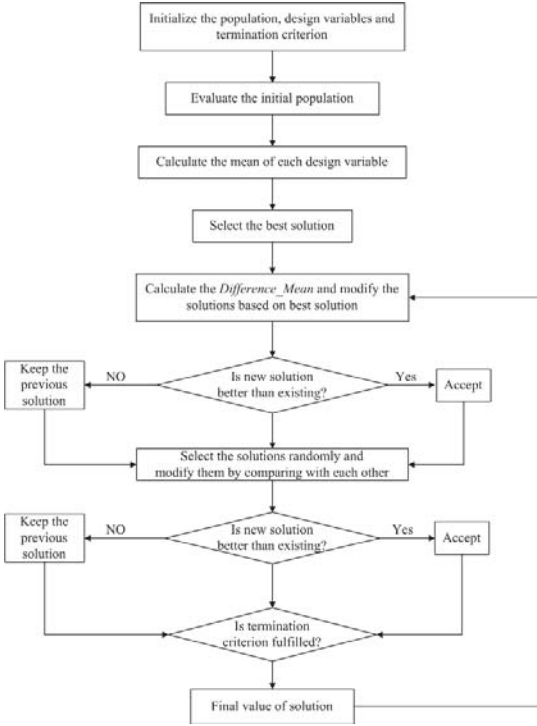 Initialize the population, design variables and
termination criterion
Evaluate the initial population
Calculate the mean of each design variable
Select the best solution
Calculate the Difference_Mean and modify the
solutions based on best solution
Keep the
previous
solution
NO
Is new solution
better than existing?
Yes
Accept
Select the solutions randomly and
modify them by comparing with each other
Keep the
previous
solution
NO
Is new solution
better than existing?
Yes
Accept
Is termination
criterion fulfilled?
Final value of solution